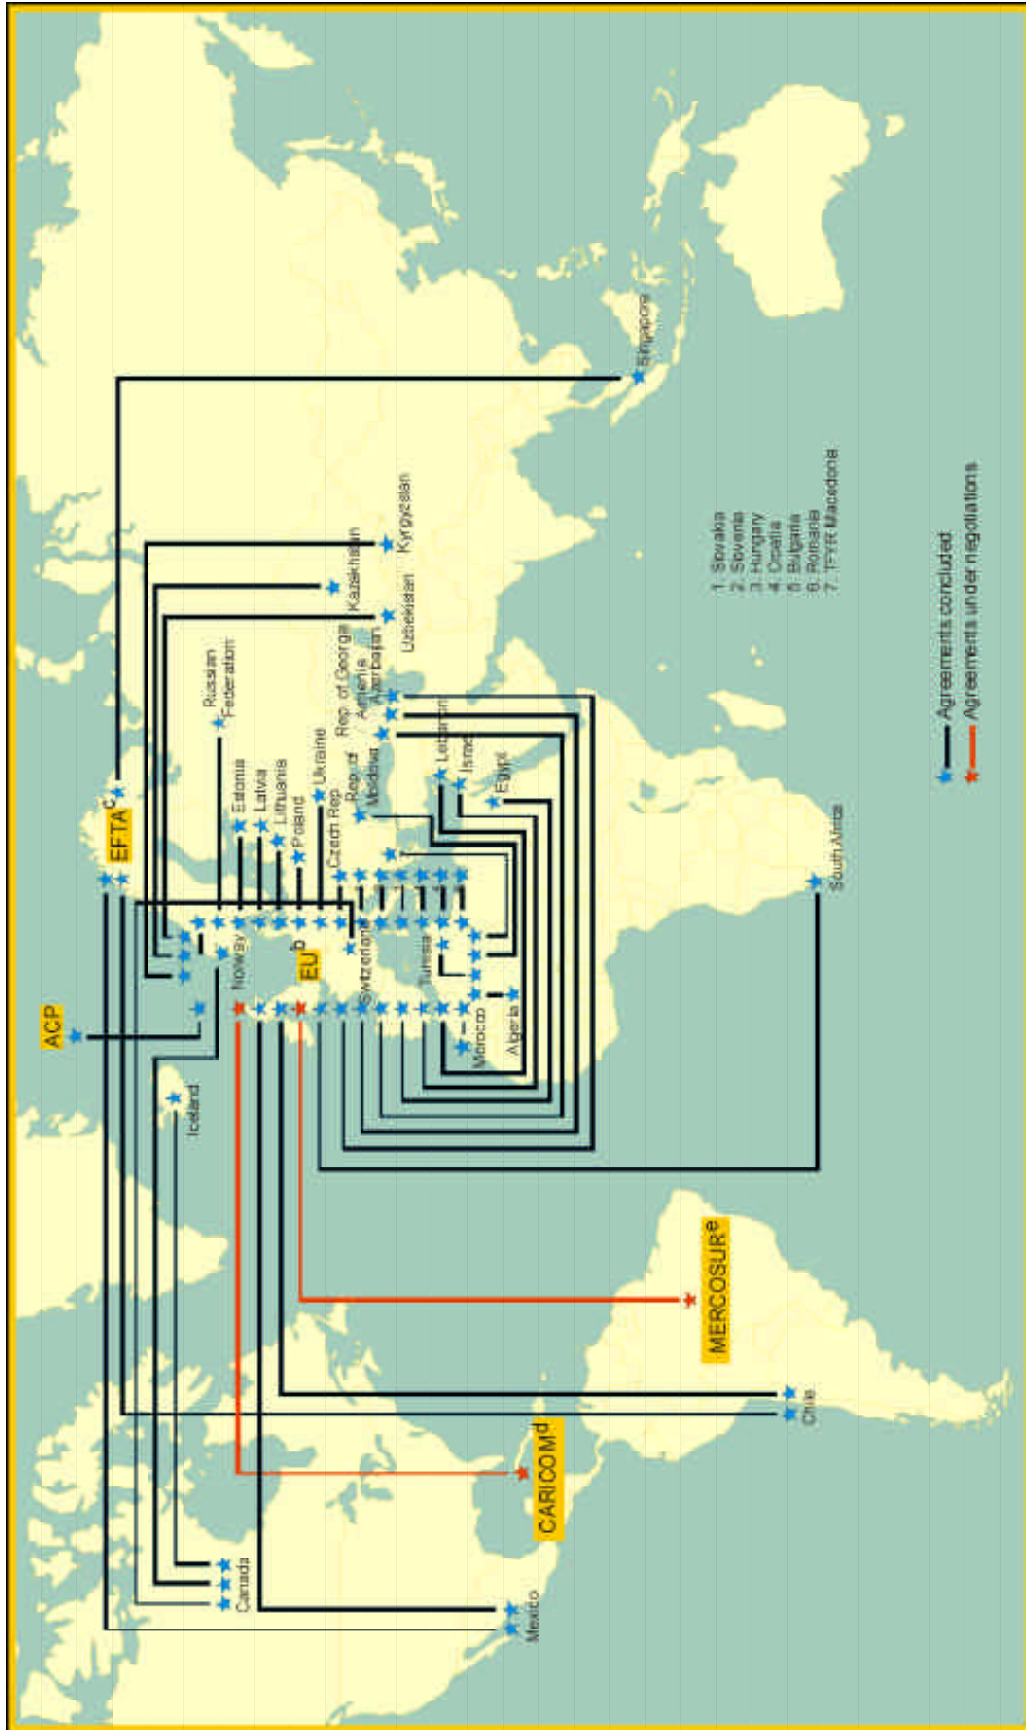 ACP
EFTA c
Russian
Federation
Iceland
Norway
Estonia
Latvia
Lithuania
Poland
Ukraine
Czech Rep.
EU b
Canada
Switzerland
Rep. of
Moldova
Rep. of Georgia
Armenia
Azerbaijan
Kazakhstan
Uzbekistan
Kyrgyzstan
Tunisia
Lebanon
Israel
Egypt
Morocco
Algeria
Mexico
CARICOM d
Singapore
MERCOSUR e
Chile
South Africa
1. Slovakia
2. Slovenia
3. Hungary
4. Croatia
5. Bulgaria
6. Romania
7. TFYR Macedonia
Agreements concluded
Agreements under negotiations